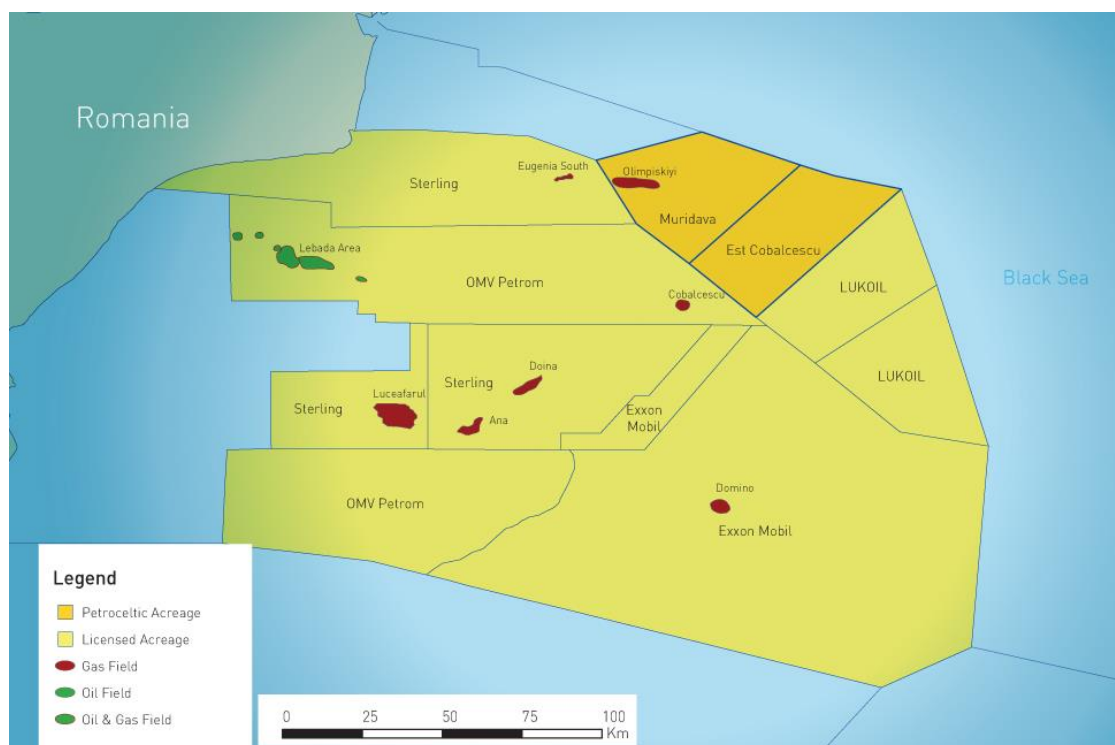 Romania
Eugenia South
Olimpiskiyi
Sterling
Muridava
Lebada Area
Est Cobalcescu
OMV Petrom
Cobalcescu
LUKOIL
Black Sea
Doina
LUKOIL
Sterling
Luceafarul
Sterling
Exxon
Mobil
Ana
OMV Petrom
Domino
Exxon Mobil
Legend
Petroceltic Acreage
Licensed Acreage
Gas Field
Oil Field
Oil & Gas Field
0 25 50 75 100
Km